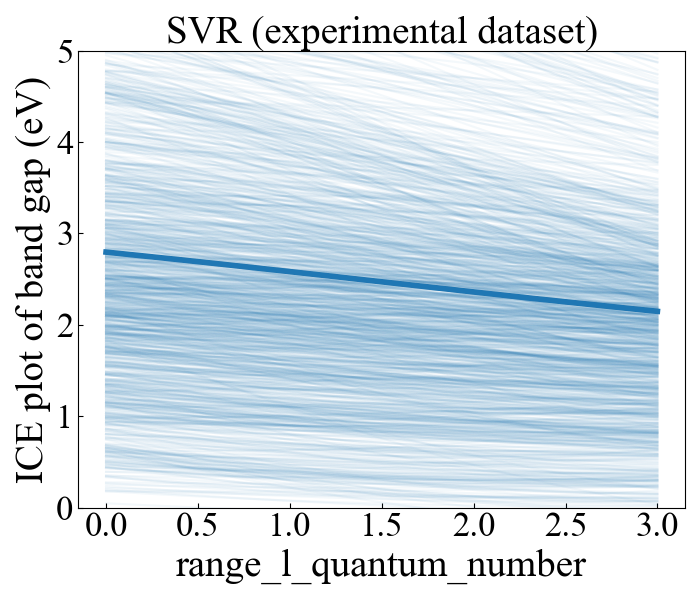 SVR (experimental dataset)
ICE plot of band gap (eV)
5
4
3
2
1
0
0.0 0.5 1.0 1.5 2.0 2.5 3.0
range_l_quantum_number